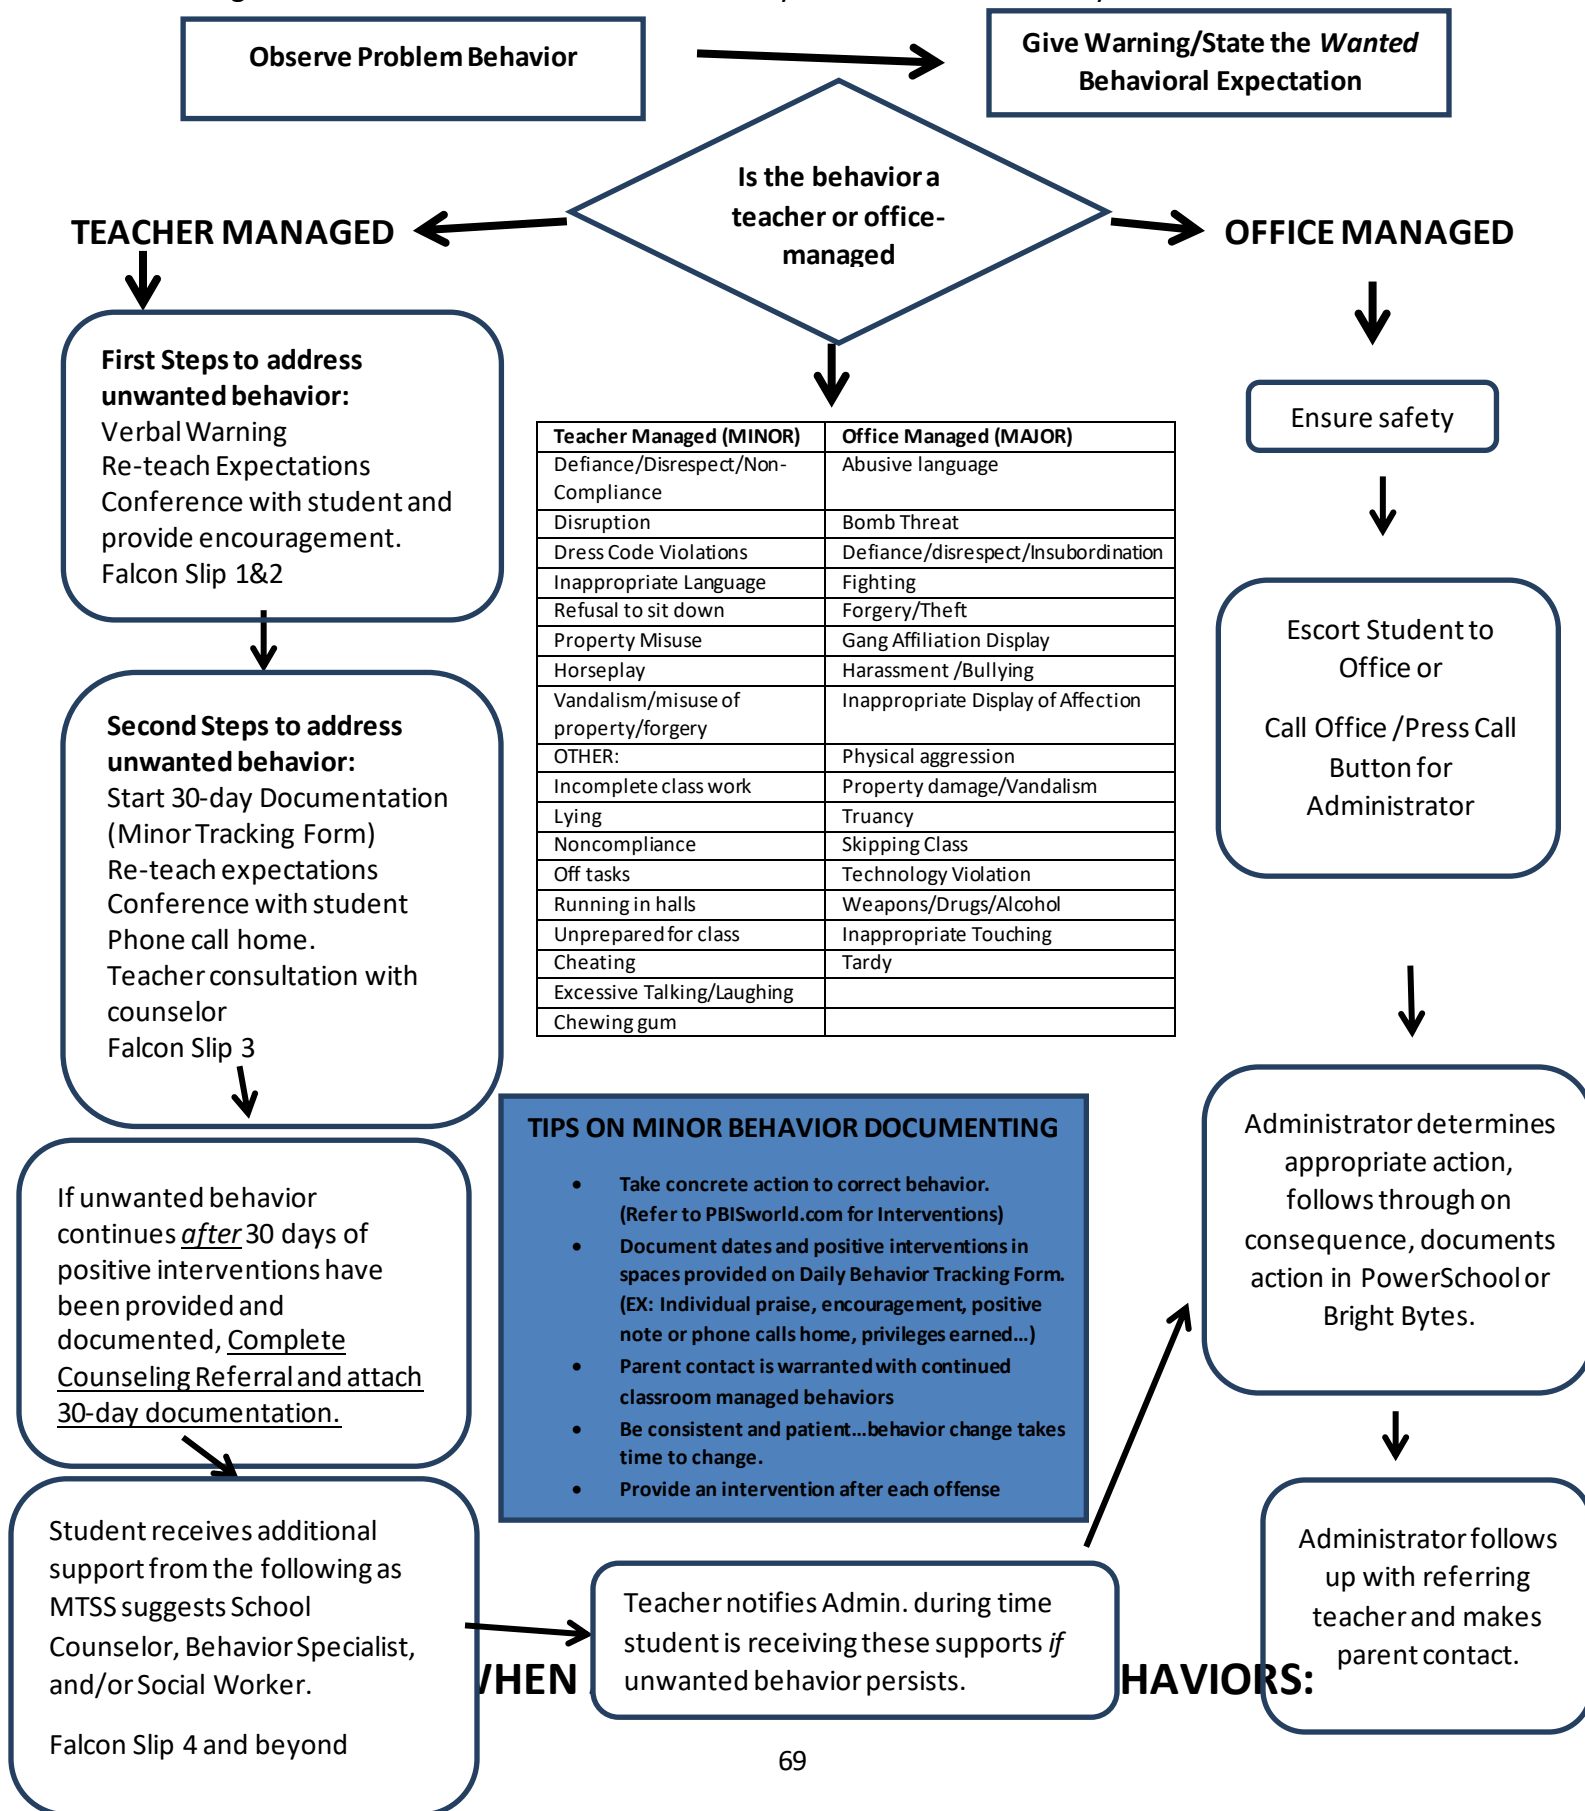 Observe Problem Behavior
Give Warning/State the Wanted
Behavioral Expectation
Is the behavior a
teacher or office-
managed
TEACHER MANAGED
OFFICE MANAGED
First Steps to address
unwanted behavior:
Verbal Warning
Re-teach Expectations
Conference with student and
provide encouragement.
Falcon Slip 1&2
Second Steps to address
unwanted behavior:
Start 30-day Documentation
(Minor Tracking Form)
Re-teach expectations
Conference with student
Phone call home.
Teacher consultation with
counselor
Falcon Slip 3
If unwanted behavior
continues after 30 days of
positive interventions have
been provided and
documented, Complete
Counseling Referral and attach
30-day documentation.
Student receives additional
support from the following as
MTSS suggests School
Counselor, Behavior Specialist,
and/or Social Worker.
Falcon Slip 4 and beyond
Teacher Managed (MINOR) Office Managed (MAJOR)
Defiance/Disrespect/Non- Abusive language
Compliance
Disruption Bomb Threat
Dress Code Violations Defiance/disrespect/Insubordination
Inappropriate Language Fighting
Refusal to sit down Forgery/Theft
Property Misuse Gang Affiliation Display
Horseplay Harassment /Bullying
Vandalism/misuse of Inappropriate Display of Affection
property/forgery
OTHER: Physical aggression
Incomplete class work Property damage/Vandalism
Lying Truancy
Noncompliance Skipping Class
Off tasks Technology Violation
Running in halls Weapons/Drugs/Alcohol
Unprepared for class Inappropriate Touching
Cheating Tardy
Excessive Talking/Laughing
Chewing gum
TIPS ON MINOR BEHAVIOR DOCUMENTING
• Take concrete action to correct behavior.
(Refer to PBISworld.com for Interventions)
• Document dates and positive interventions in
spaces provided on Daily Behavior Tracking Form.
(EX: Individual praise, encouragement, positive
note or phone calls home, privileges earned…)
• Parent contact is warranted with continued
classroom managed behaviors
• Be consistent and patient…behavior change takes
time to change.
• Provide an intervention after each offense
Teacher notifies Admin. during time
student is receiving these supports if
unwanted behavior persists.
Ensure safety
Escort Student to
Office or
Call Office /Press Call
Button for
Administrator
Administrator determines
appropriate action,
follows through on
consequence, documents
action in PowerSchool or
Bright Bytes.
Administrator follows
up with referring
teacher and makes
parent contact.
WHEN HAVIORS:
69